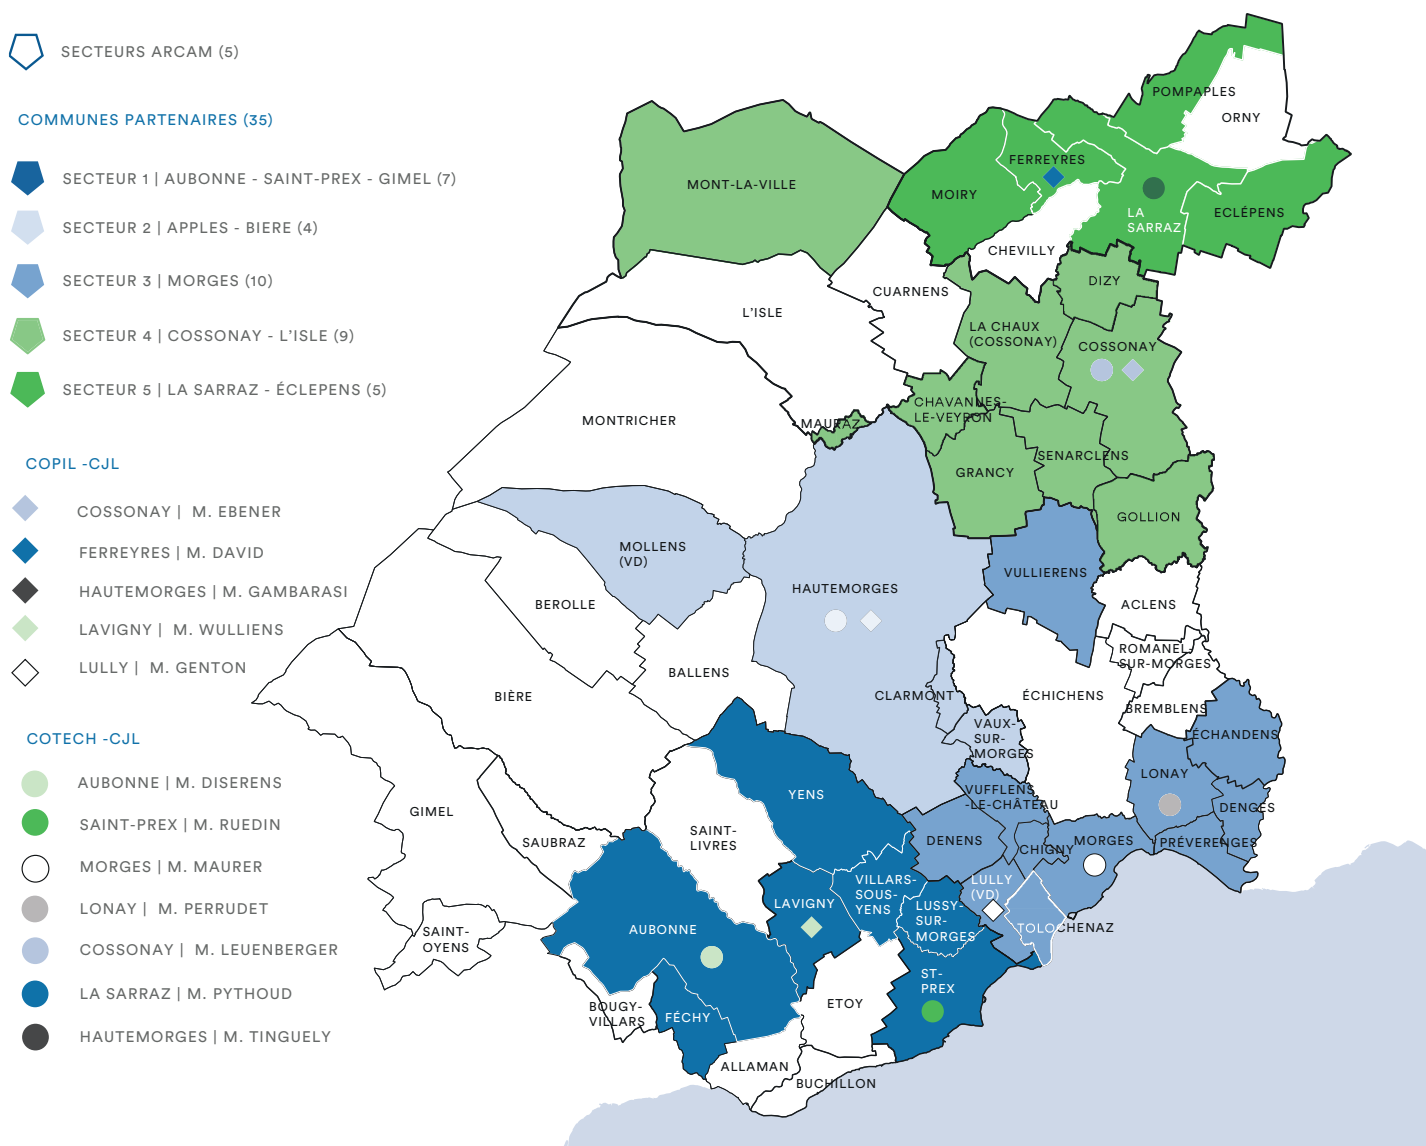 SECTEURS ARCAM (5)
COMMUNES PARTENAIRES (35)
SECTEUR 1 | AUBONNE - SAINT-PREX - GIMEL (7)
SECTEUR 2 | APPLES - BIERE (4)
SECTEUR 3 | MORGES (10)
SECTEUR 4 | COSSONAY - L'ISLE (9)
SECTEUR 5 | LA SARRAZ - ÉCLEPENS (5)
COPIL -CJL
COSSONAY | M. EBENER
FERREYRES | M. DAVID
HAUTEMORGES | M. GAMBARASI
LAVIGNY | M. WULLIENS
LULLY | M. GENTON
COTECH -CJL
AUBONNE | M. DISERENS
SAINT-PREX | M. RUEDIN
MORGES | M. MAURER
LONAY | M. PERRUDET
COSSONAY | M. LEUENBERGER
LA SARRAZ | M. PYTHOUD
HAUTEMORGES | M. TINGUELY
POMPAPLES
ORNY
FERREYRES
MONT-LA-VILLE
MOIRY
LA
SARRAZ
ECLÉPENS
CHEVILLY
DIZY
CUARNENS
L'ISLE
LA CHAUX
(COSSONAY)
COSSONAY
CHAVANNES-
LE-VEYRON
MONTRICHER
MAURAZ
SENARCLENS
GRANCY
GOLLION
MOLLENS
(VD)
VULLIERENS
HAUTEMORGES
BEROLLE
ACLENS
ROMANEL-
SUR-MORGES
BALLENS
BIÈRE
CLARMONT
ÉCHICHENS
BREMBLENS
VAUX-
SUR-
MORGES
ÉCHANDENS
LONAY
YENS
VUFFLENS
-LE-CHÂTEAU
DENGES
GIMEL
SAINT-
LIVRES
SAUBRAZ
DENENS
CHIGNY
MORGES
PRÉVERENGES
VILLARS-
SOUS-
YENS
LULLY
(VD)
LAVIGNY
LUSSY-
SUR-
MORGES
TOLOCHENAZ
AUBONNE
SAINT-
OYENS
ST-
PREX
BOUGY-
VILLARS
FÉCHY
ETOY
ALLAMAN
BUCHILLON